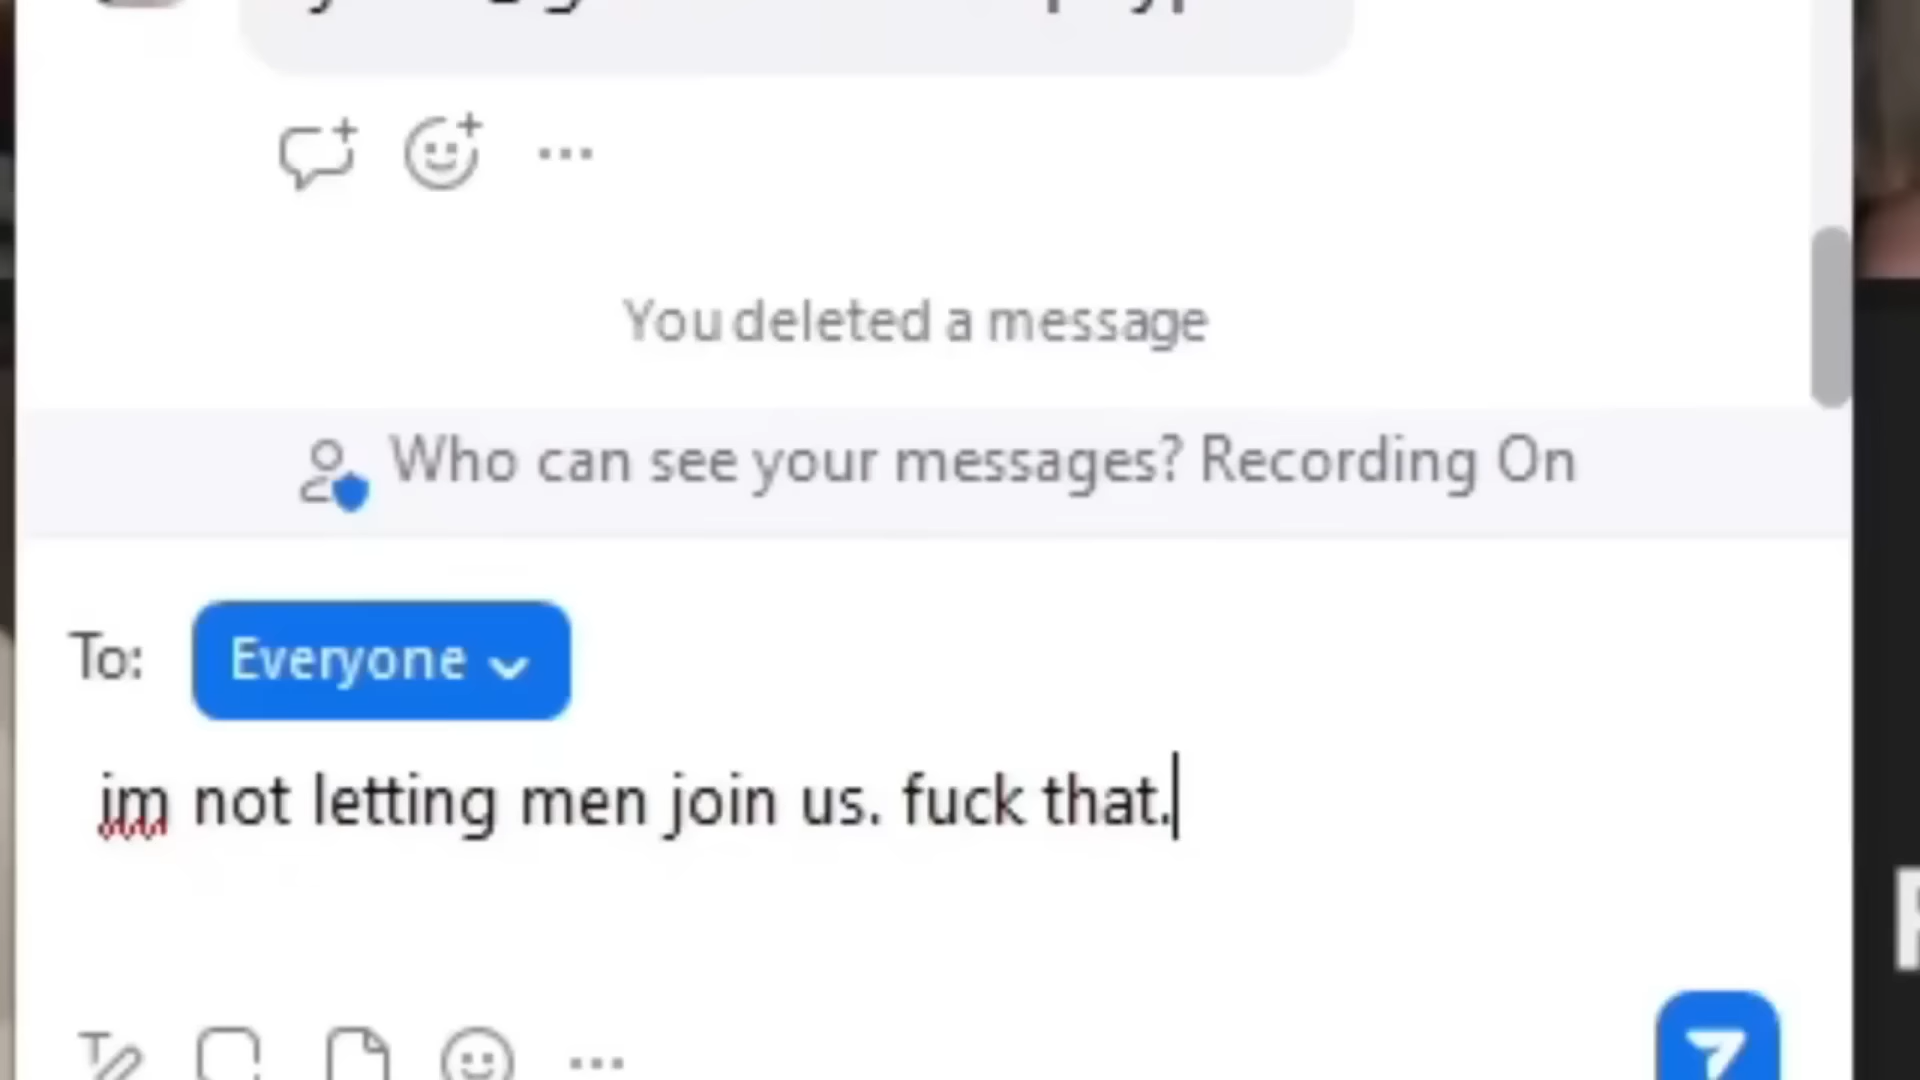 You deleted a message
Who can see your messages? Recording On
To: Everyone
im not letting men join us. fuck that.